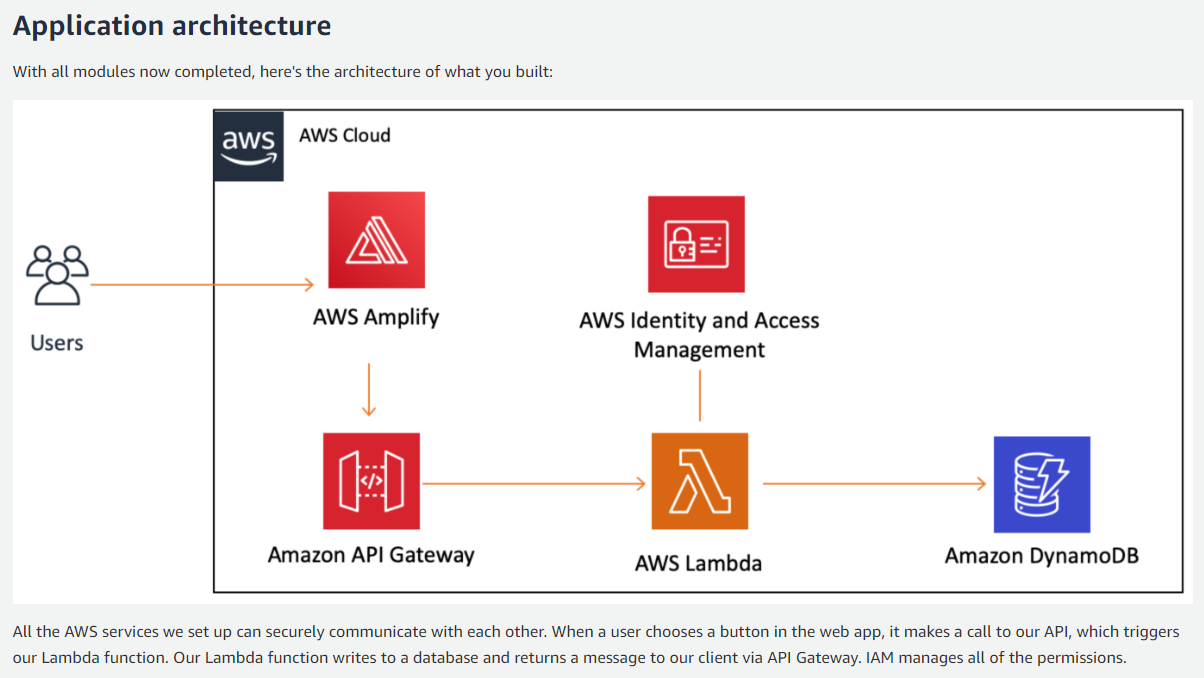 Application architecture
With all modules now completed, here's the architecture of what you built:
aws
AWS Cloud
Users
AWS Amplify
AWS Identity and Access
Management
</>
Amazon API Gateway
AWS Lambda
Amazon DynamoDB
All the AWS services we set up can securely communicate with each other. When a user chooses a button in the web app, it makes a call to our API, which triggers
our Lambda function. Our Lambda function writes to a database and returns a message to our client via API Gateway. IAM manages all of the permissions.